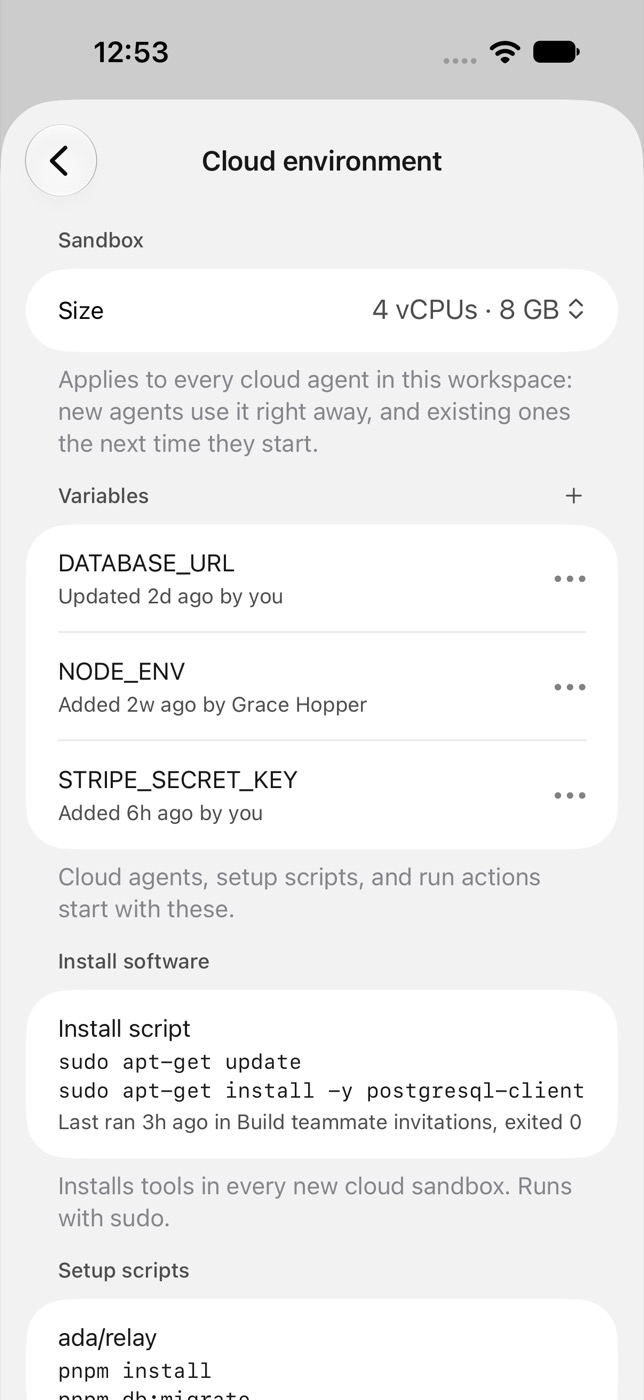 12:53
Cloud environment
Sandbox
Size
4 vCPUs · 8 GB
Applies to every cloud agent in this workspace:
new agents use it right away, and existing ones
the next time they start.
Variables
DATABASE_URL
Updated 2d ago by you
NODE_ENV
Added 2w ago by Grace Hopper
STRIPE_SECRET_KEY
Added 6h ago by you
Cloud agents, setup scripts, and run actions
start with these.
Install software
Install script
sudo apt-get update
sudo apt-get install -y postgresql-client
Last ran 3h ago in Build teammate invitations, exited 0
Installs tools in every new cloud sandbox. Runs
with sudo.
Setup scripts
ada/relay
pnpm install
pnpm db:migrate